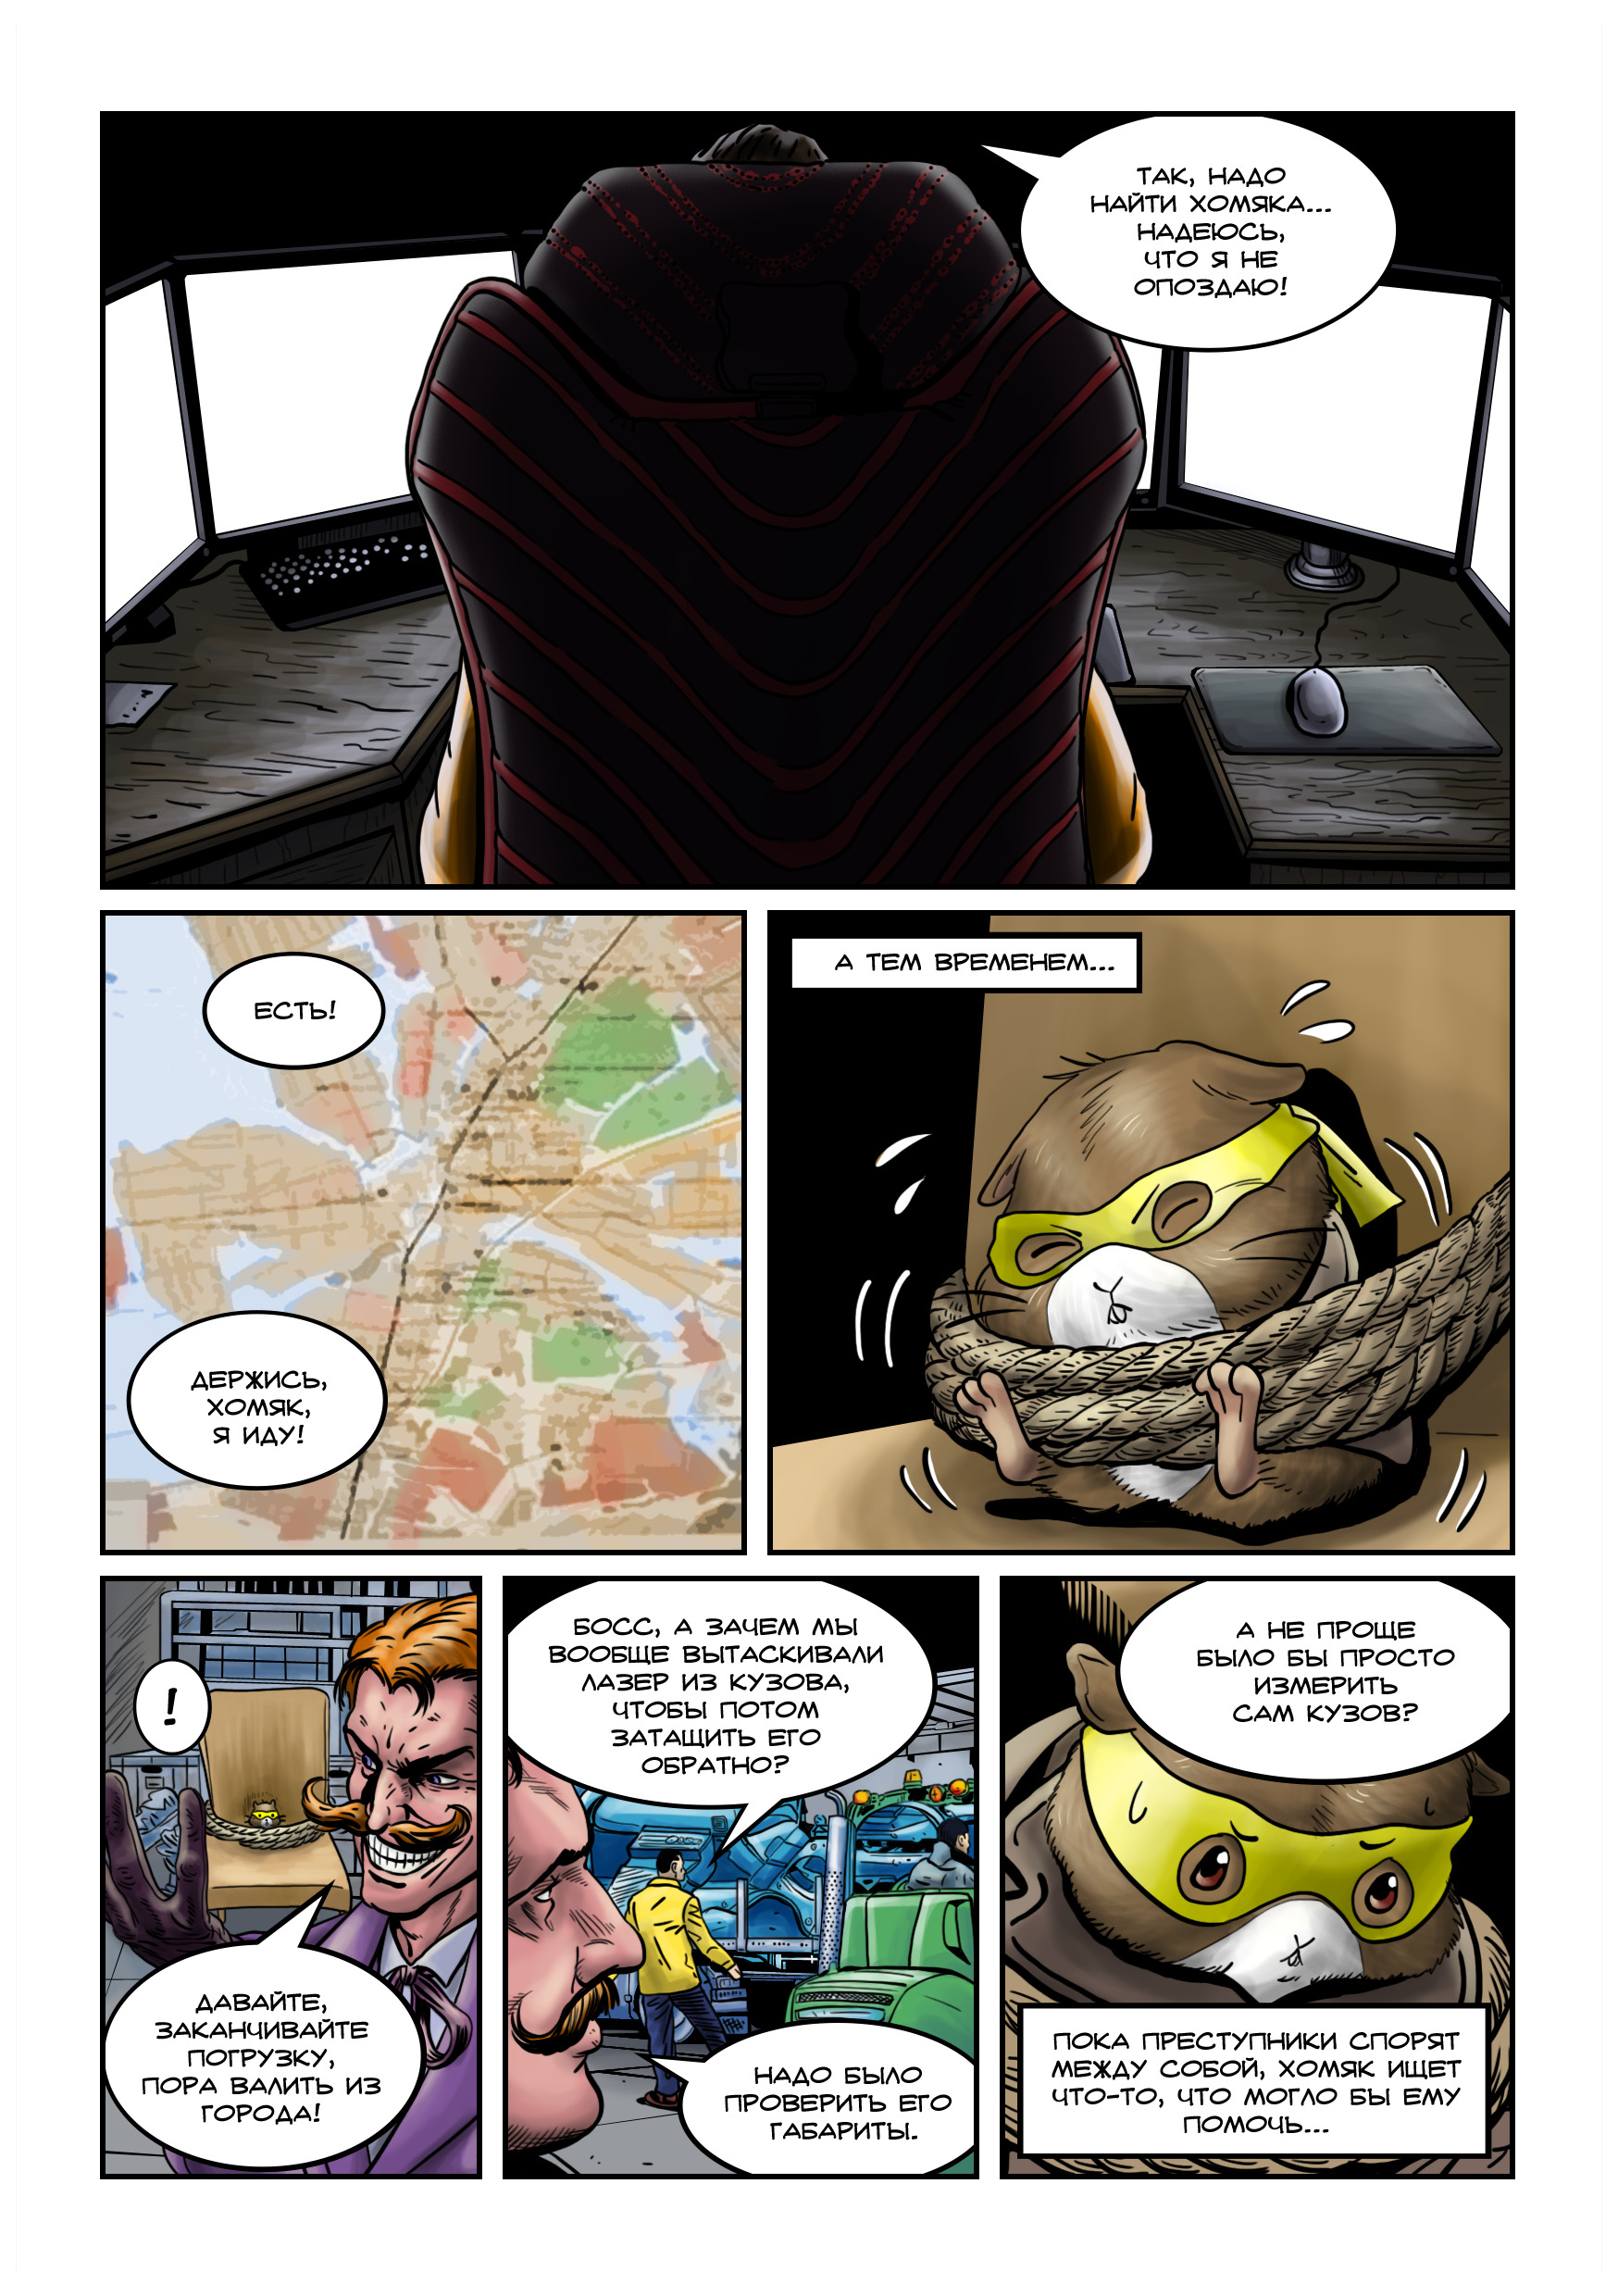 ТАК, НАДО
НАЙТИ ХОМЯКА...
НАДЕЮСЬ,
ЧТО Я НЕ
ОПОЗДАЮ!
ЕСТЬ!
ДЕРЖИСЬ,
ХОМЯК,
Я ИДУ!
А ТЕМ ВРЕМЕНЕМ...
!
ДАВАЙТЕ,
ЗАКАНЧИВАЙТЕ
ПОГРУЗКУ,
ПОРА ВАЛИТЬ ИЗ
ГОРОДА!
БОСС, А ЗАЧЕМ МЫ
ВООБЩЕ ВЫТАСКИВАЛИ
ЛАЗЕР ИЗ КУЗОВА,
ЧТОБЫ ПОТОМ
ЗАТАЩИТЬ ЕГО
ОБРАТНО?
НАДО БЫЛО
ПРОВЕРИТЬ ЕГО
ГАБАРИТЫ.
А НЕ ПРОЩЕ
БЫЛО БЫ ПРОСТО
ИЗМЕРИТЬ
САМ КУЗОВ?
ПОКА ПРЕСТУПНИКИ СПОРЯТ
МЕЖДУ СОБОЙ, ХОМЯК ИЩЕТ
ЧТО-ТО, ЧТО МОГЛО БЫ ЕМУ
ПОМОЧЬ...